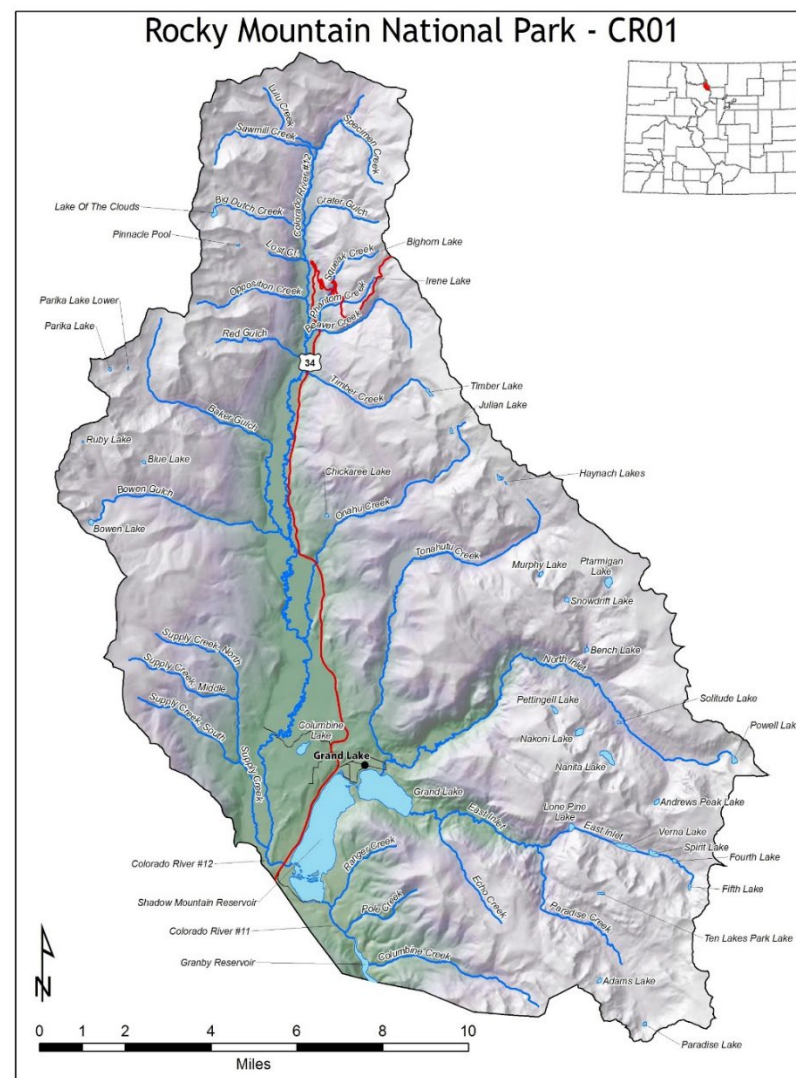 Rocky Mountain National Park - CR01
Lulu Creek
Sawmill Creek
Specimen Creek
Colorado River #12
Lake Of The Clouds
Big Dutch Creek
Crater Gulch
Pinnacle Pool
Lost Cr.
Squeak Creek
Bighorn Lake
Irene Lake
Opposition Creek
Phantom Creek
Beaver Creek
Parika Lake Lower
Parika Lake
Red Gulch
34
Timber Creek
Timber Lake
Julian Lake
Baker Gulch
Ruby Lake
Blue Lake
Chickaree Lake
Haynach Lakes
Bowen Gulch
Onahu Creek
Bowen Lake
Tonahutu Creek
Murphy Lake
Ptarmigan
Lake
Snowdrift Lake
Supply Creek, North
Bench Lake
North Inlet
Supply Creek, Middle
Pettingell Lake
Solitude Lake
Supply Creek, South
Columbine
Lake
Nakoni Lake
Powell Lake
Grand Lake
Nanita Lake
Supply Creek
Grand Lake
Andrews Peak Lake
Lone Pine
Lake
East Inlet
East Inlet
Verna Lake
Spirit Lake
Fourth Lake
Colorado River #12
Ranger Creek
Fifth Lake
Shadow Mountain Reservoir
Pole Creek
Echo Creek
Paradise Creek
Colorado River #11
Ten Lakes Park Lake
Granby Reservoir
Columbine Creek
Adams Lake
N
Paradise Lake
0 1 2 4 6 8 10
Miles